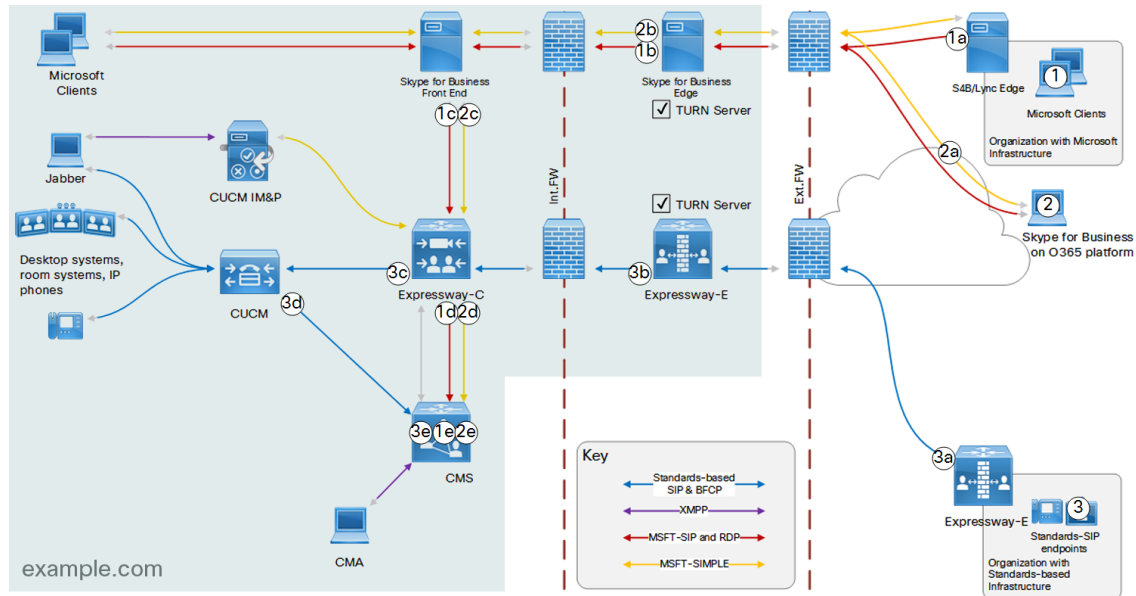 2b
1b
1a
1
Microsoft
Clients
Skype for Business
Front End
Skype for Business
Edge
TURN Server
S4B/Lync Edge
Microsoft Clients
Organization with Microsoft
Infrastructure
1c
2c
2a
Jabber
CUCM IM&P
Int.FW
Ext.FW
TURN Server
2
Skype for Business
on O365 platform
Desktop systems,
room systems, IP
phones
CUCM
3c
Expressway-C
3b
Expressway-E
3d
1d
2d
3e
1e
2e
CMS
CMA
example.com
Key
Standards-based
SIP & BFCP
XMPP
MSFT-SIP and RDP
MSFT-SIMPLE
3a
Expressway-E
3
Standards-SIP
endpoints
Organization with
Standards-based
Infrastructure